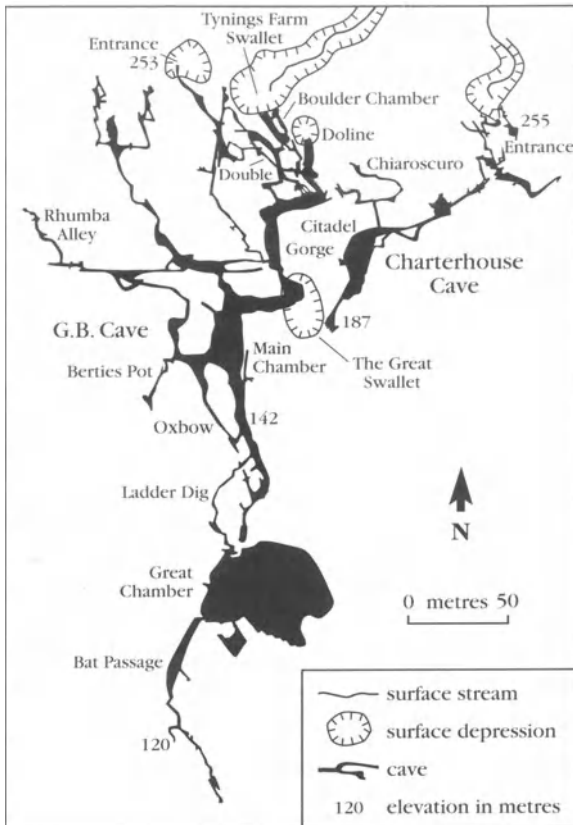 Tynings Farm
Swallet
Entrance
253
Boulder Chamber
255
Entrance
Doline
Double
Chiaroscuro
Rhumba
Alley
Citadel
Gorge
Charterhouse
Cave
G.B. Cave
187
Main
Chamber
The Great
Swallet
Berties Pot
Oxbow
142
Ladder Dig
N
Great
Chamber
0 metres 50
Bat Passage
120
surface stream
surface depression
cave
120 elevation in metres